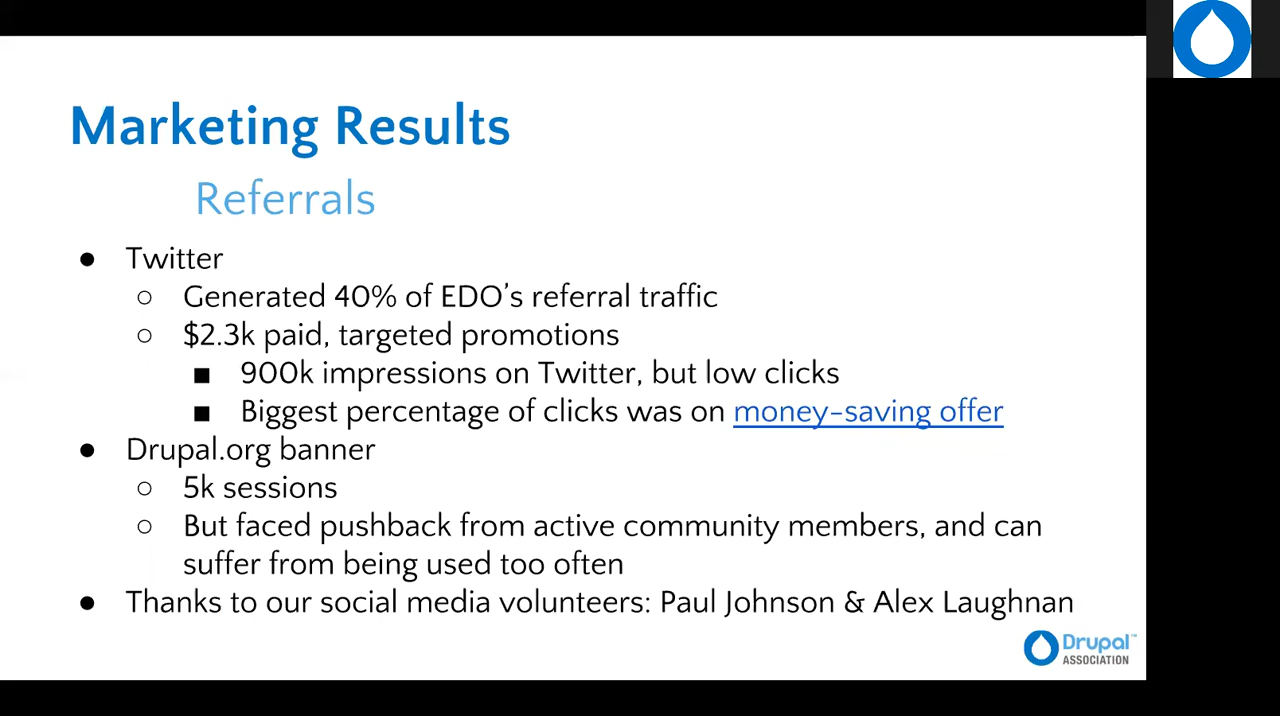 Marketing Results
Referrals
● Twitter
○ Generated 40% of EDO’s referral traffic
○ $2.3k paid, targeted promotions
■ 900k impressions on Twitter, but low clicks
■ Biggest percentage of clicks was on money-saving offer
● Drupal.org banner
○ 5k sessions
○ But faced pushback from active community members, and can
suffer from being used too often
● Thanks to our social media volunteers: Paul Johnson & Alex Laughnan
Drupal™
ASSOCIATION